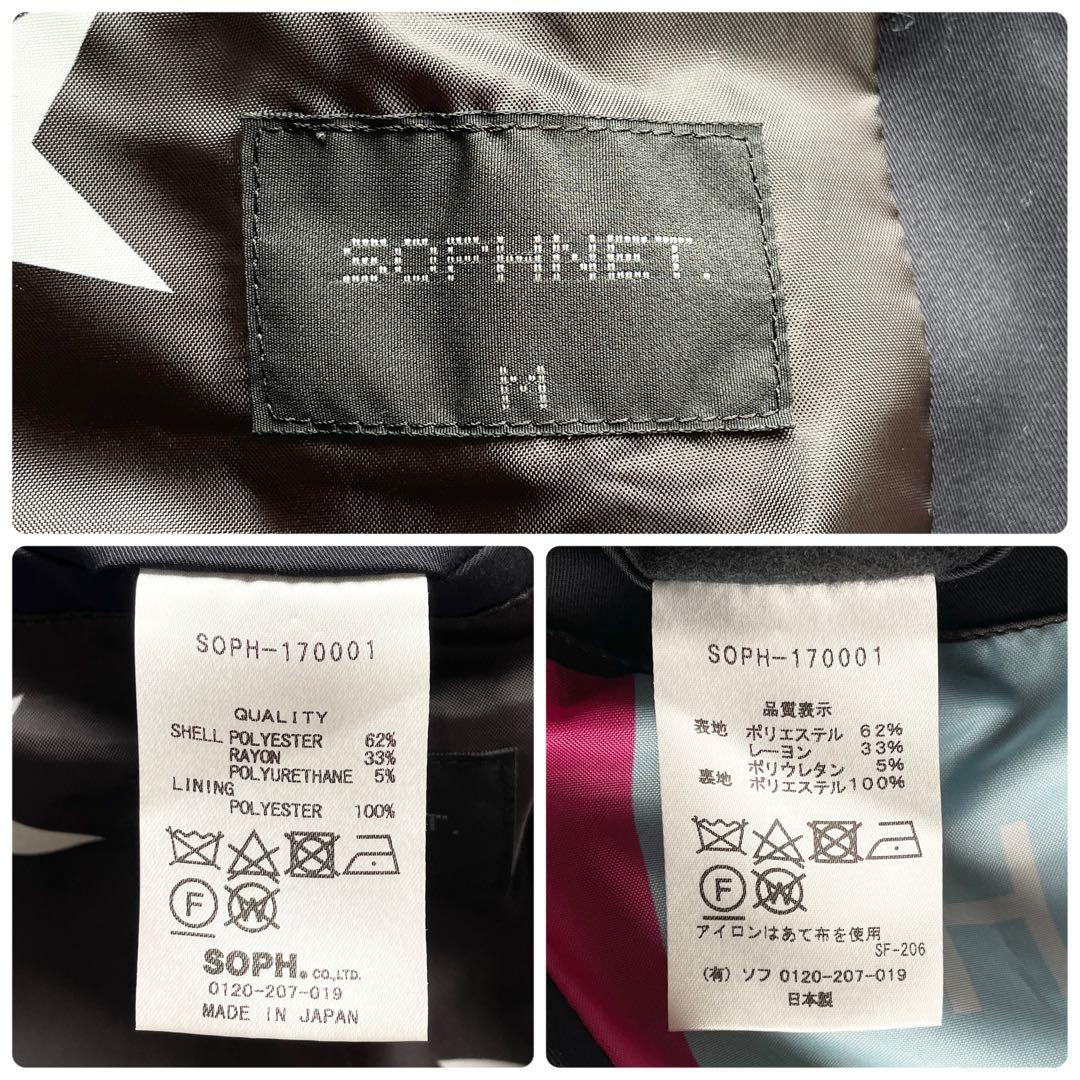 SOPHNET.
M
SOPH-170001
QUALITY
SHELL POLYESTER 62%
RAYON 33%
POLYURETHANE 5%
LINING
POLYESTER 100%
F W
SOPH. CO.,LTD.
0120-207-019
MADE IN JAPAN
SOPH-170001
品質表示
表地 ポリエステル 62%
レーヨン 33%
ポリウレタン 5%
裏地 ポリエステル100%
F W
アイロンはあて布を使用
SF-206
(有) ソフ 0120-207-019
日本製